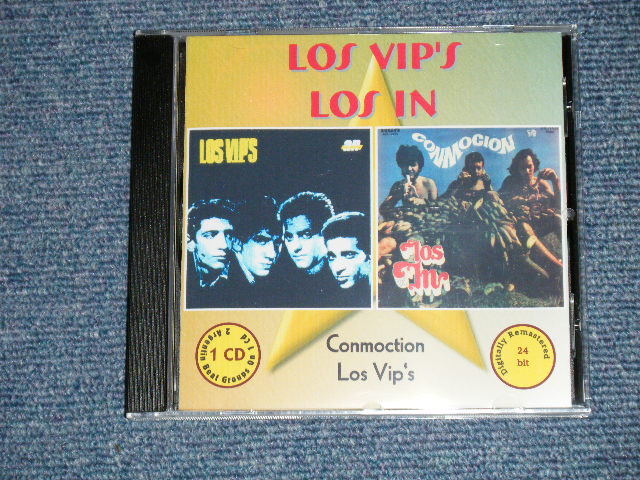 LOS VIP'S
LOS IN
LOS VIP'S
CONMOCION
los
In
2 Argentin Beat Groups On 1 Cd
1 CD
Conmoction
Los Vip's
Digitally Remastered
24
bit